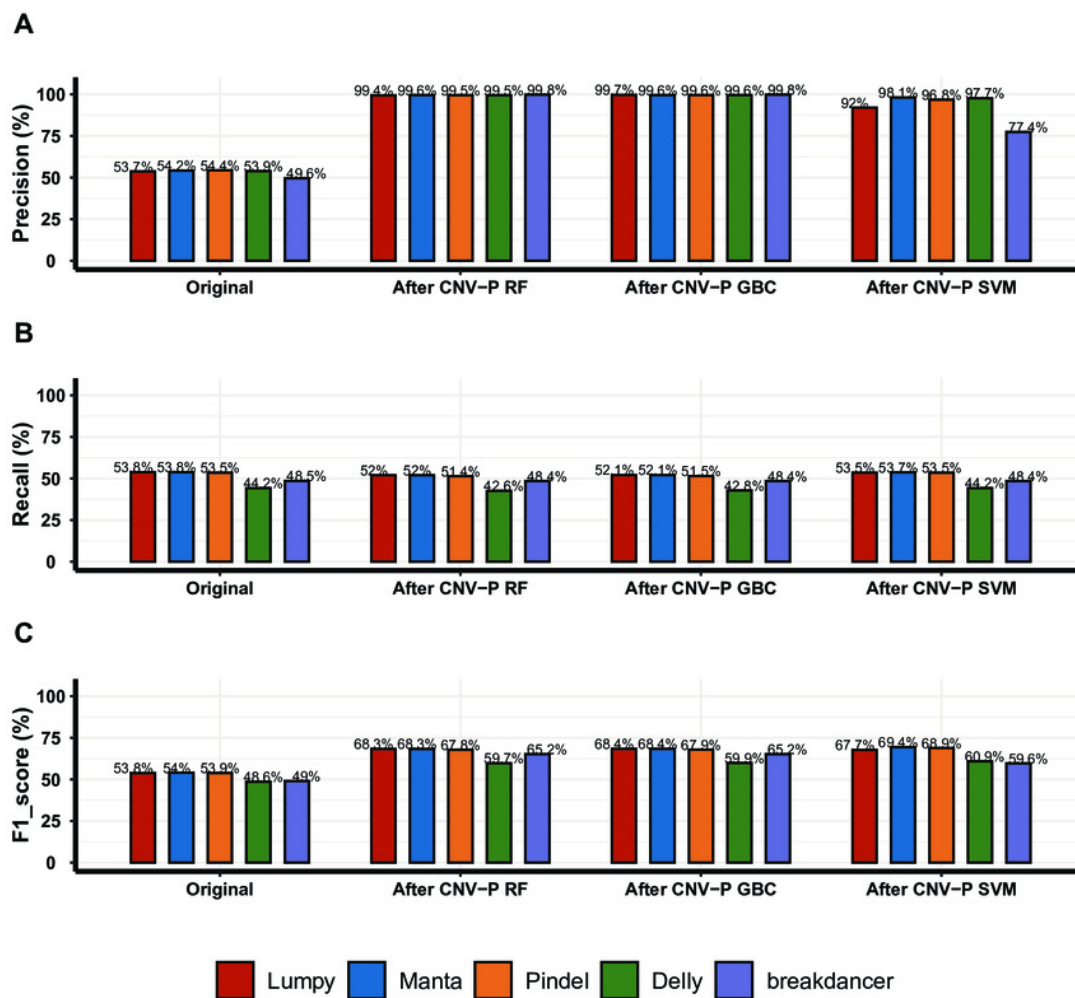 A
Precision (%)
100
75
50
25
0
53.7% 54.2% 54.4% 53.9% 49.6%
99.4% 99.6% 99.5% 99.5% 99.8%
99.7% 99.6% 99.6% 99.6% 99.8%
92% 98.1% 96.8% 97.7% 77.4%
Original After CNV−P RF After CNV−P GBC After CNV−P SVM
B
Recall (%)
100
75
50
25
0
53.8% 53.8% 53.5% 44.2% 48.5%
52% 52% 51.4% 42.6% 48.4%
52.1% 52.1% 51.5% 42.8% 48.4%
53.5% 53.7% 53.5% 44.2% 48.4%
Original After CNV−P RF After CNV−P GBC After CNV−P SVM
C
F1_score (%)
100
75
50
25
0
53.8% 54% 53.9% 48.6% 49%
68.3% 68.3% 67.8% 59.7% 65.2%
68.4% 68.4% 67.9% 59.9% 65.2%
67.7% 69.4% 68.9% 60.9% 59.6%
Original After CNV−P RF After CNV−P GBC After CNV−P SVM
Lumpy Manta Pindel Delly breakdancer